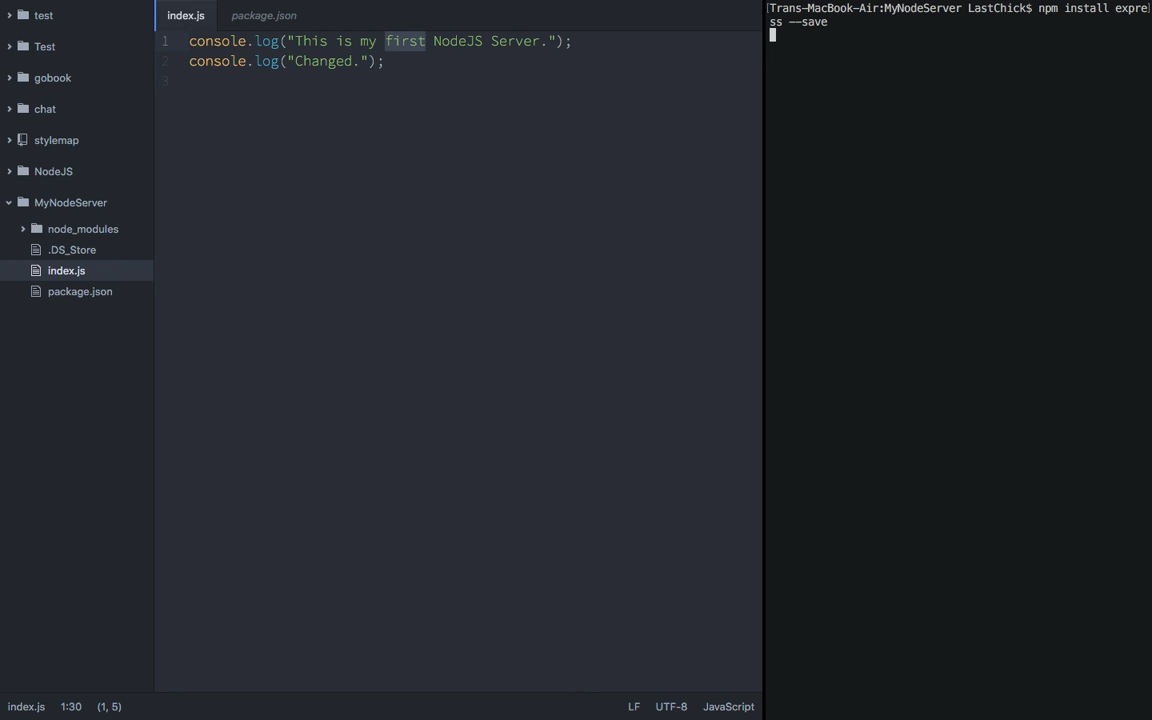 test
Test
gobook
chat
stylemap
NodeJS
MyNodeServer
node_modules
.DS_Store
index.js
package.json
index.js package.json
1 console.log("This is my first NodeJS Server.");
2 console.log("Changed.");
3
[Trans-MacBook-Air:MyNodeServer LastChick$ npm install expre]
ss --save
index.js 1:30 (1, 5) LF UTF-8 JavaScript